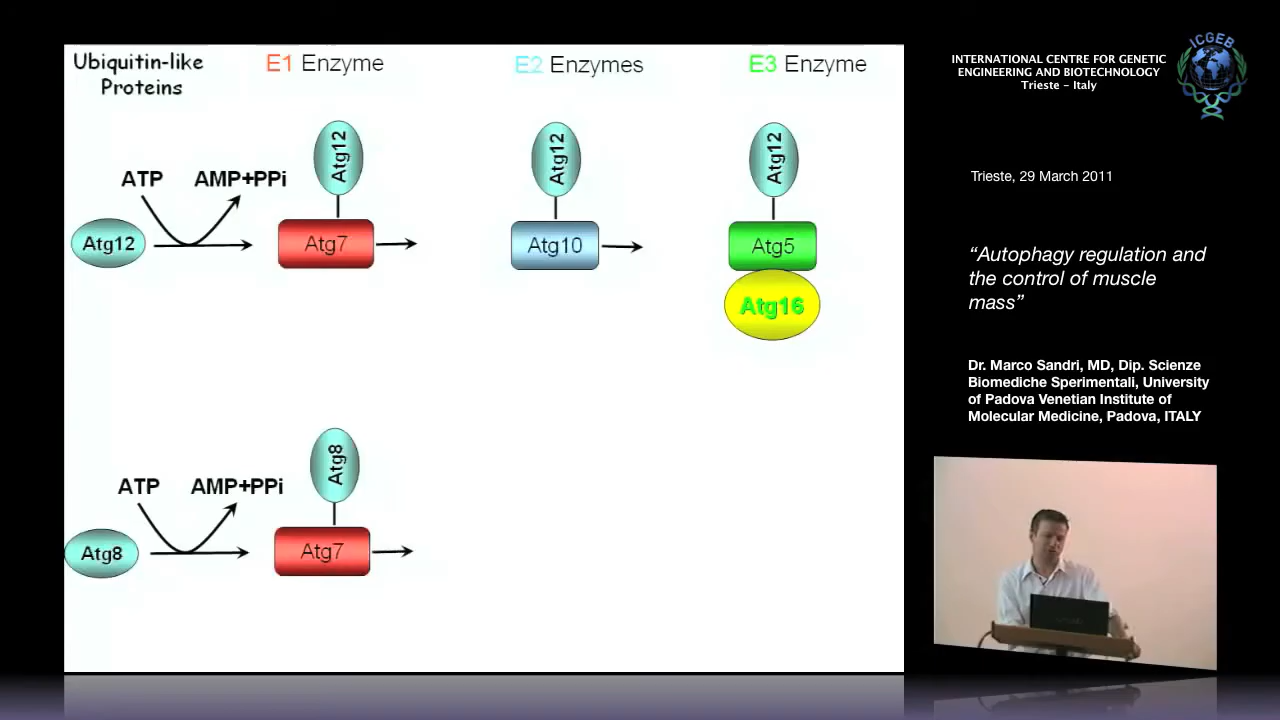 Ubiquitin-like
Proteins
E1 Enzyme
E2 Enzymes
E3 Enzyme
Atg12
Atg12
Atg12
ATP
AMP+PPi
Atg12
Atg7
Atg10
Atg5
Atg16
Atg8
ATP
AMP+PPi
Atg8
Atg7
INTERNATIONAL CENTRE FOR GENETIC
ENGINEERING AND BIOTECHNOLOGY
Trieste - Italy
ICGEB
Trieste, 29 March 2011
“Autophagy regulation and
the control of muscle
mass”
Dr. Marco Sandri, MD, Dip. Scienze
Biomediche Sperimentali, University
of Padova Venetian Institute of
Molecular Medicine, Padova, ITALY